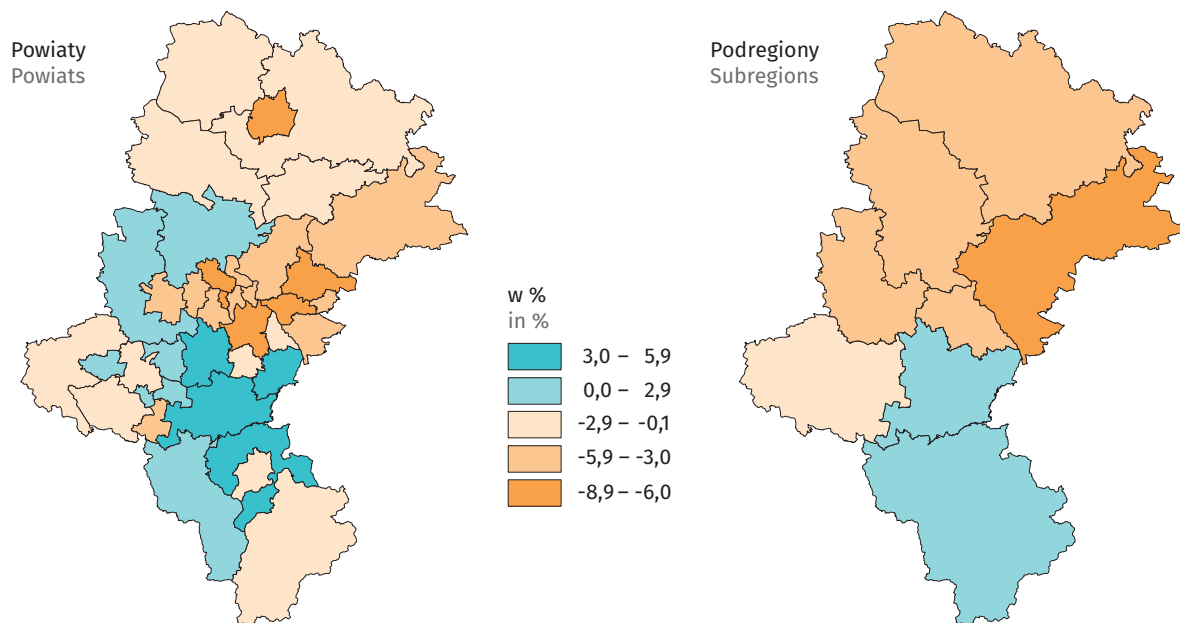 Powiaty
Powiats
Podregiony
Subregions
w %
in %
3,0 – 5,9
0,0 – 2,9
-2,9 – -0,1
-5,9 – -3,0
-8,9 – -6,0